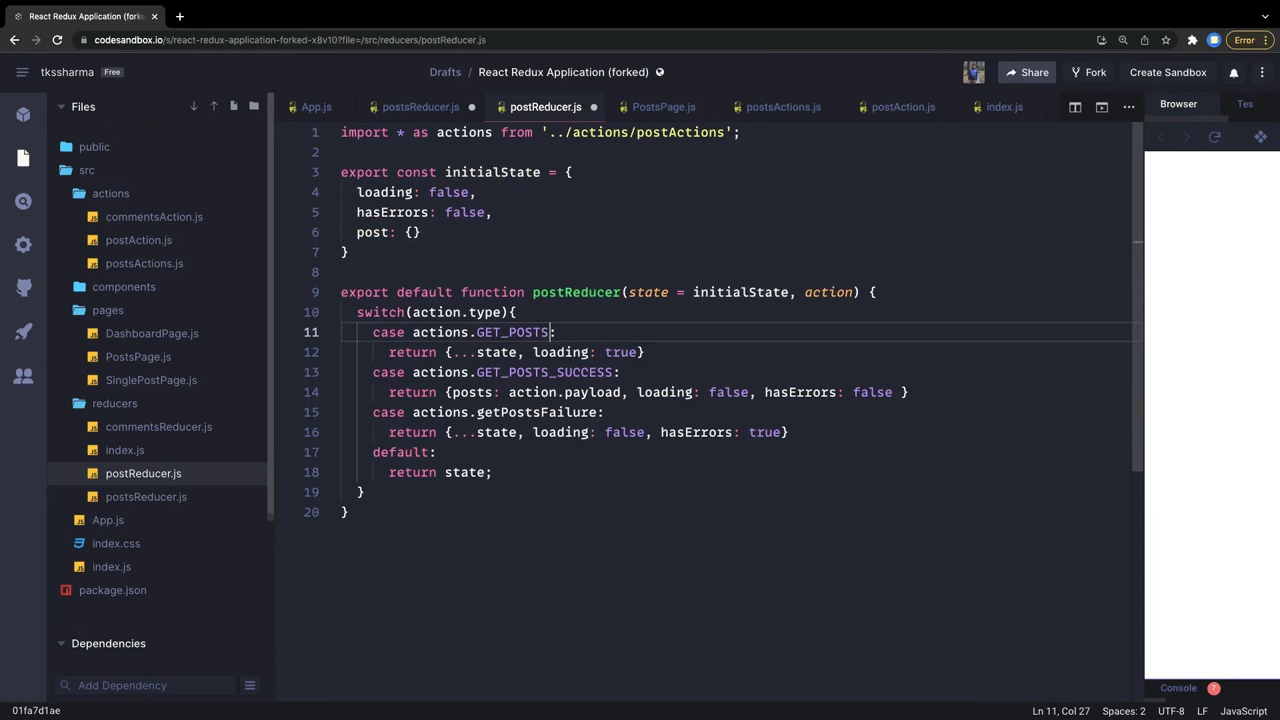 React Redux Application (forked
codesandbox.io/s/react-redux-application-forked-x8v10?file=/src/reducers/postReducer.js
Error
tkssharma Free
Drafts / React Redux Application (forked)
Share
Fork
Create Sandbox
Files
App.js
postsReducer.js
postReducer.js
PostsPage.js
postsActions.js
postAction.js
index.js
Browser
Tes
public
src
actions
commentsAction.js
postAction.js
postsActions.js
components
pages
DashboardPage.js
PostsPage.js
SinglePostPage.js
reducers
commentsReducer.js
index.js
postReducer.js
postsReducer.js
App.js
index.css
index.js
package.json
Dependencies
Add Dependency
1 import * as actions from '../actions/postActions';
2
3 export const initialState = {
4 loading: false,
5 hasErrors: false,
6 post: {}
7 }
8
9 export default function postReducer(state = initialState, action) {
10 switch(action.type){
11 case actions.GET_POSTS:
12 return {...state, loading: true}
13 case actions.GET_POSTS_SUCCESS:
14 return {posts: action.payload, loading: false, hasErrors: false }
15 case actions.getPostsFailure:
16 return {...state, loading: false, hasErrors: true}
17 default:
18 return state;
19 }
20 }
Console 7
01fa7d1ae
Ln 11, Col 27
Spaces: 2
UTF-8
LF
JavaScript